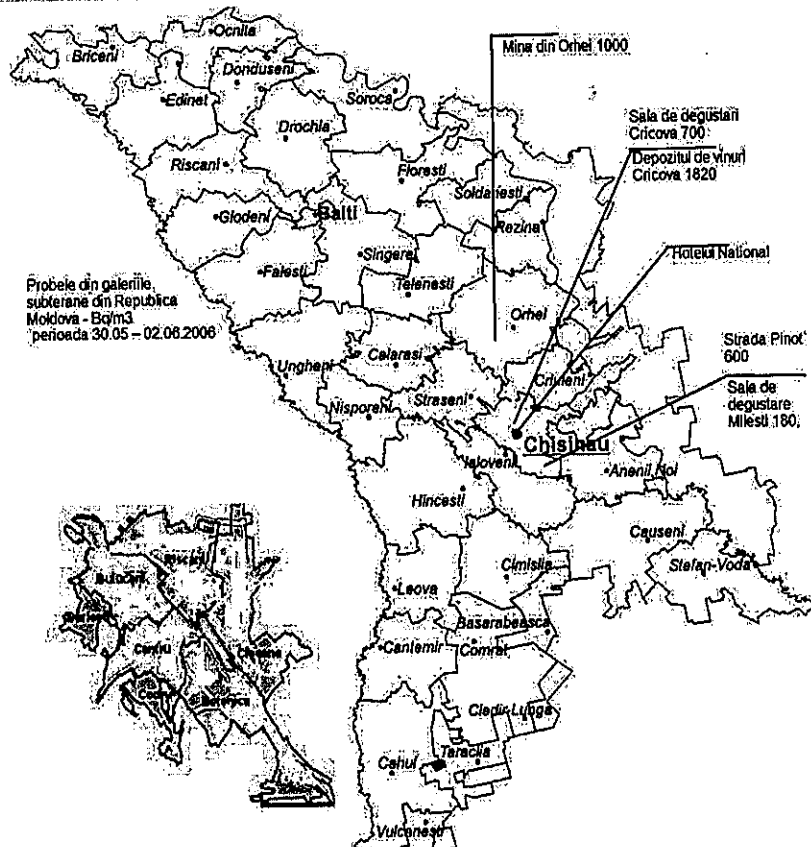 Ocnita
Briceni
Donduseni
Edinet
Soroca
Drochia
Riscani
Floresti
Soldanesti
Rezina
Glodeni
Balti
Singerei
Falesti
Telenesti
Orhei
Ungheni
Calarasi
Criuleni
Straseni
Nisporeni
Chisinau
Ialoveni
Anenii Noi
Hincesti
Causeni
Stefan-Voda
Cimislia
Leova
Basarabeasca
Cantemir
Comrat
Taraclia
Cahul
Vulcanesti
Mina din Orhei 1000
Sala de degustari
Cricova 700
Depozitul de vinuri
Cricova 1820
Hotelul National
Strada Pinot
600
Sala de
degustare
Milesti 180,
Probele din galeriile
subterane din Republica
Moldova - Bq/m3
perioada 30.05 – 02.06.2006
Riscani
Buiucani
Centru
Botanica